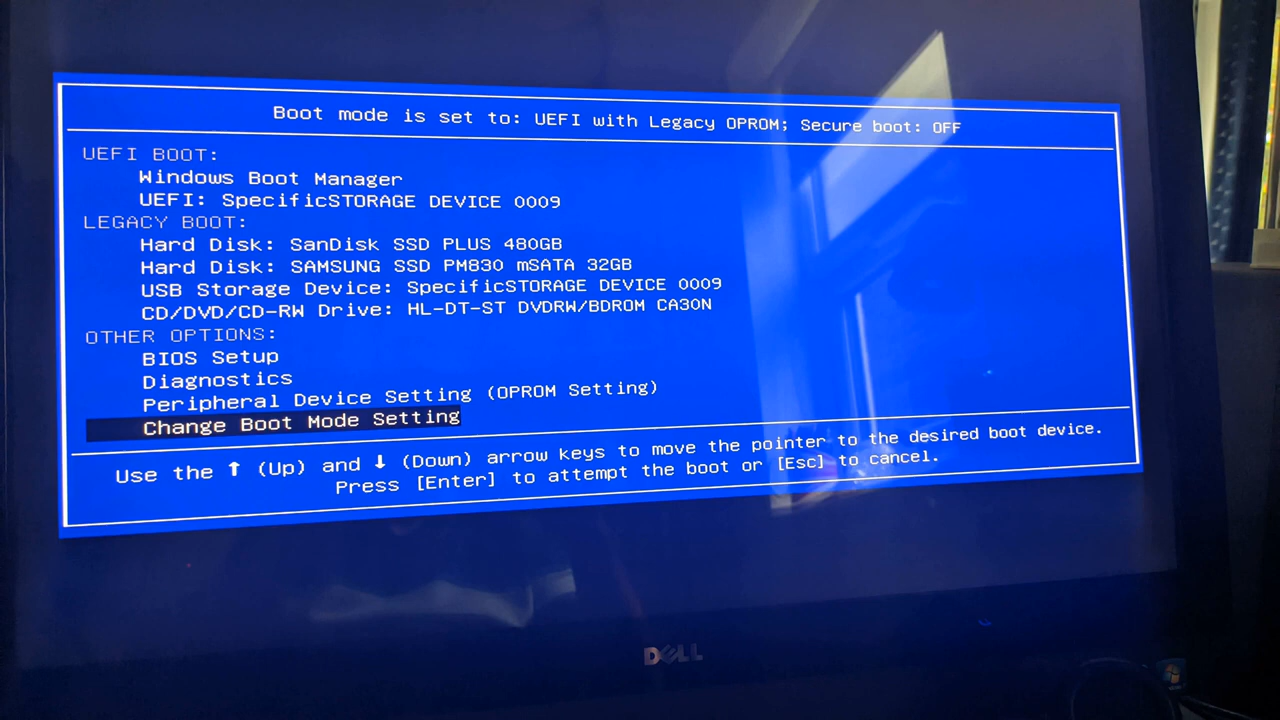 Boot mode is set to: UEFI with Legacy OPROM; Secure boot: OFF
UEFI BOOT:
Windows Boot Manager
UEFI: SpecificSTORAGE DEVICE 0009
LEGACY BOOT:
Hard Disk: SanDisk SSD PLUS 480GB
Hard Disk: SAMSUNG SSD PM830 mSATA 32GB
USB Storage Device: SpecificSTORAGE DEVICE 0009
CD/DVD/CD-RW Drive: HL-DT-ST DVDRW/BDROM CA30N
OTHER OPTIONS:
BIOS Setup
Diagnostics
Peripheral Device Setting (OPROM Setting)
Change Boot Mode Setting
Use the ↑ (Up) and ↓ (Down) arrow keys to move the pointer to the desired boot device.
Press [Enter] to attempt the boot or [Esc] to cancel.
DELL